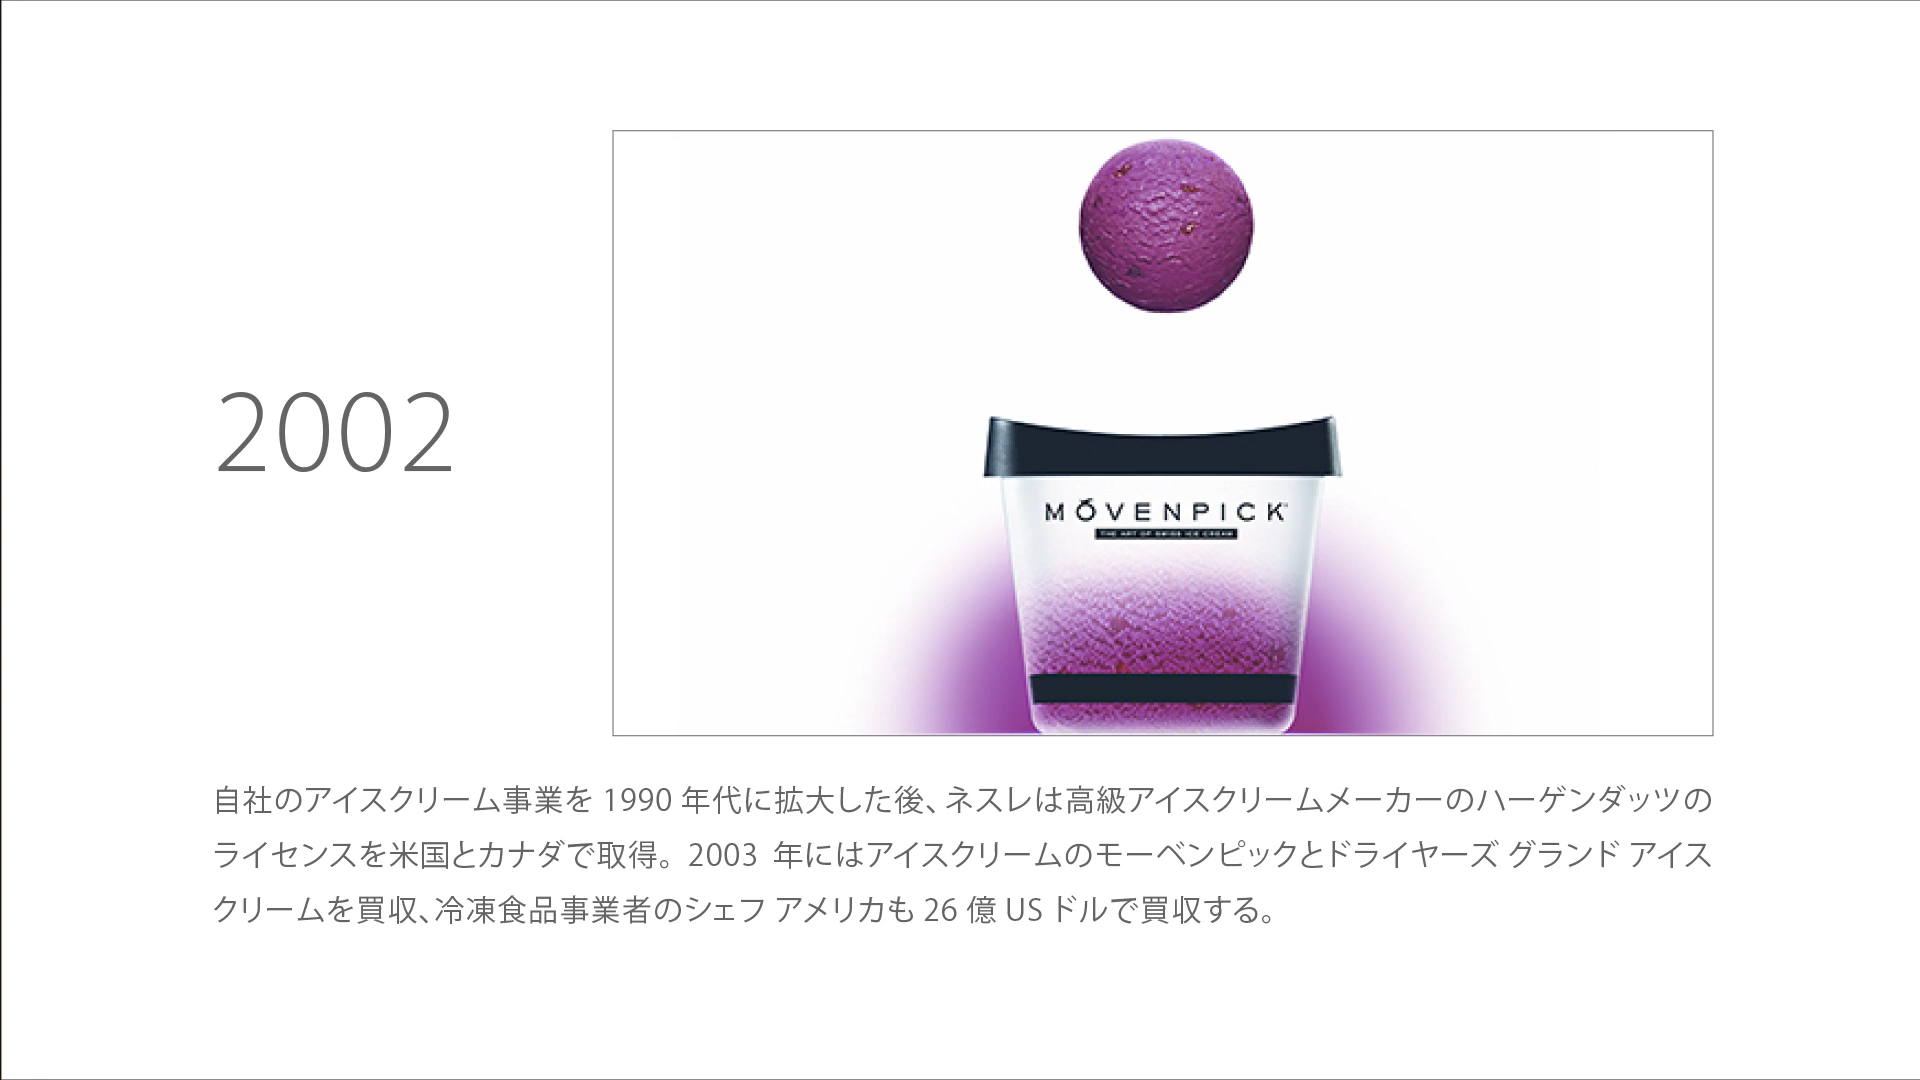 2002
MÖVENPICK
THE ART OF SWISS ICE CREAM
自社のアイスクリーム事業を 1990 年代に拡大した後、ネスレは高級アイスクリームメーカーのハーゲンダッツの
ライセンスを米国とカナダで取得。2003 年にはアイスクリームのモーベンピックとドライヤーズ グランド アイス
クリームを買収、冷凍食品事業者のシェフ アメリカも 26 億 US ドルで買収する。